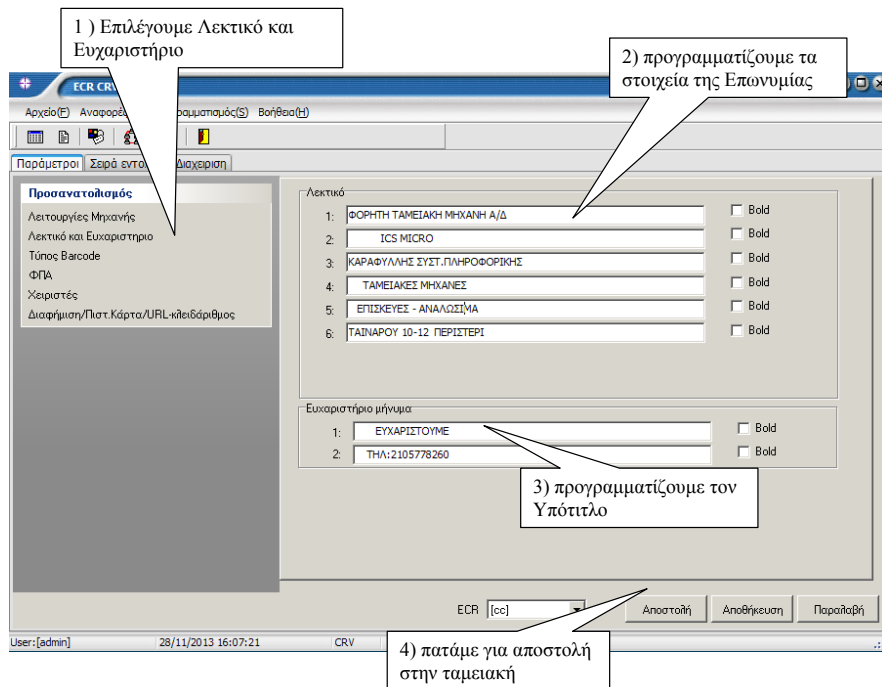 1 ) Επιλέγουμε Λεκτικό και
Ευχαριστήριο
2) προγραμματίζουμε τα
στοιχεία της Επωνυμίας
ECR CRV
Αρχείο(F) Αναφορές Προγραμματισμός(S) Βοήθεια(H)
Παράμετροι Σειρά Διαχειριση
Προσανατολισμός
Λειτουργίες Μηχανής
Λεκτικό και Ευχαριστηριο
Τύπος Barcode
ΦΠΑ
Χειριστές
Διαφήμιση/Πιστ.Κάρτα/URL-κλειδάριθμος
Λεκτικό
1: ΦΟΡΗΤΗ ΤΑΜΕΙΑΚΗ ΜΗΧΑΝΗ Α/Δ Bold
2: ICS MICRO Bold
3: ΚΑΡΑΦΥΛΛΗΣ ΣΥΣΤ.ΠΛΗΡΟΦΟΡΙΚΗΣ Bold
4: ΤΑΜΕΙΑΚΕΣ ΜΗΧΑΝΕΣ Bold
5: ΕΠΙΣΚΕΥΕΣ - ΑΝΑΛΩΣΙΜΑ Bold
6: ΤΑΙΝΑΡΟΥ 10-12 ΠΕΡΙΣΤΕΡΙ Bold
Ευχαριστήριο μήνυμα
1: ΕΥΧΑΡΙΣΤΟΥΜΕ Bold
2: ΤΗΛ:2105778260 Bold
3) προγραμματίζουμε τον
Υπότιτλο
ECR [cc] Αποστολή Αποθήκευση Παραλαβή
User:[admin] 28/11/2013 16:07:21 CRV
4) πατάμε για αποστολή
στην ταμειακή